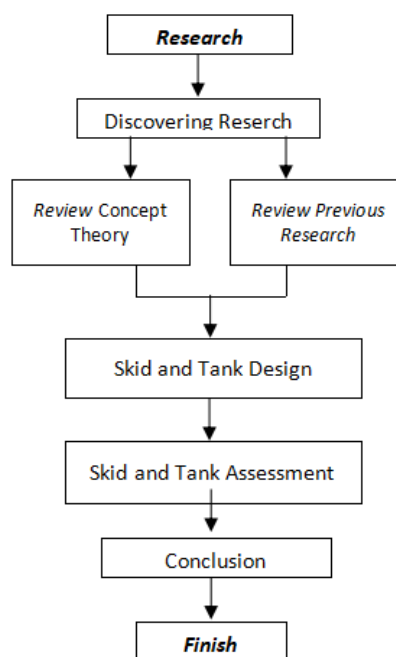 Research
Discovering Reserch
Review Concept
Theory
Review Previous
Research
Skid and Tank Design
Skid and Tank Assessment
Conclusion
Finish